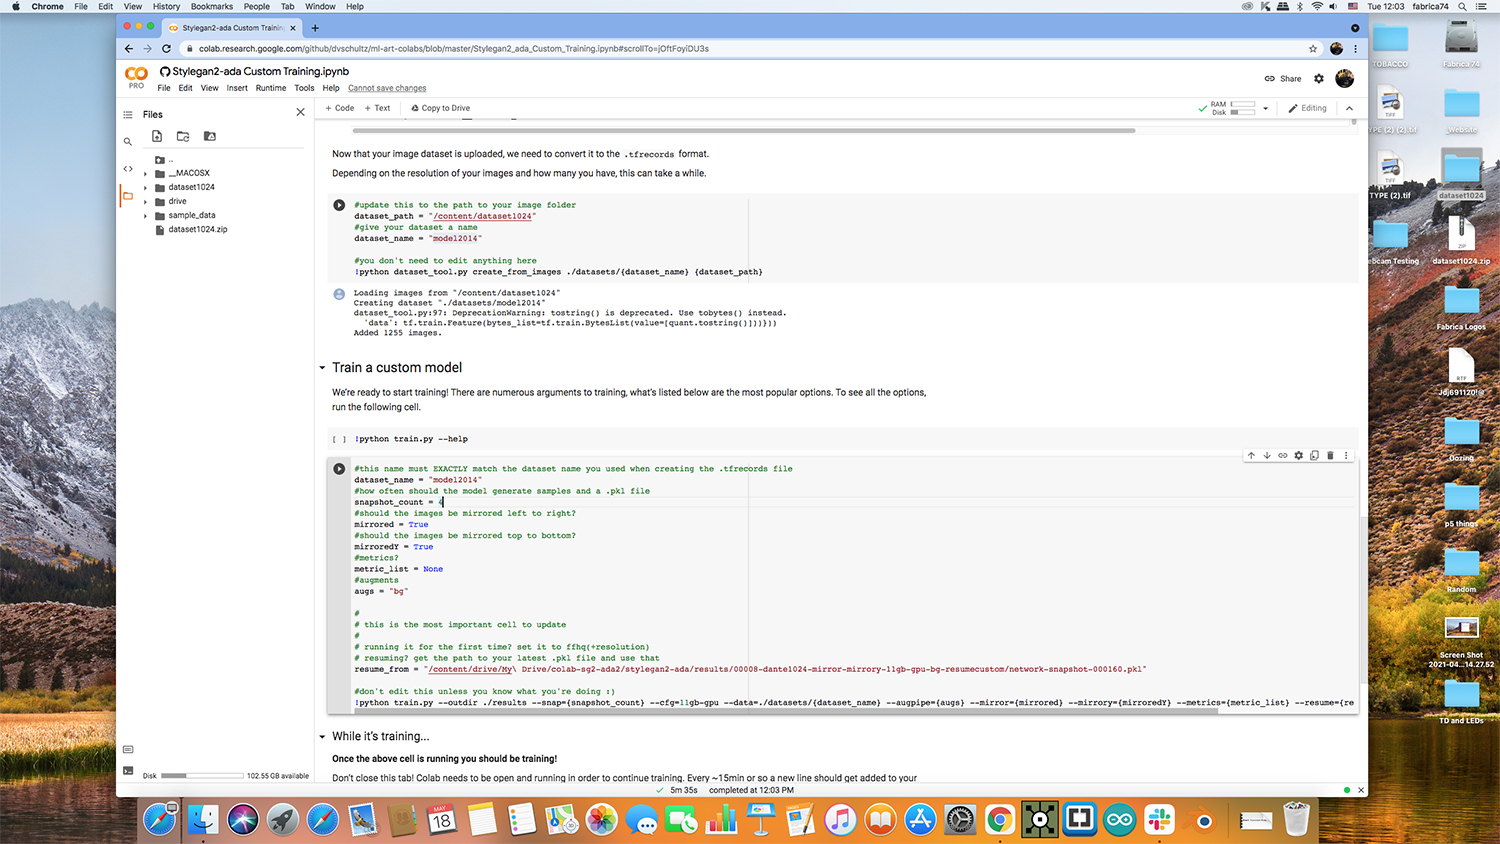 Chrome File Edit View History Bookmarks People Tab Window Help
Tue 12:03 fabrica74
Stylegan2-ada Custom Training.
colab.research.google.com/github/dvschultz/ml-art-colabs/blob/master/Stylegan2_ada_Custom_Training.ipynb#scrollTo=jOftFoyiDU3s
PRO
Stylegan2-ada Custom Training.ipynb
File Edit View Insert Runtime Tools Help Cannot save changes
Share
Files
+ Code + Text Copy to Drive
RAM
Disk
Editing
..
__MACOSX
dataset1024
drive
sample_data
dataset1024.zip
Disk 102.55 GB available
Now that your image dataset is uploaded, we need to convert it to the .tfrecords format.
Depending on the resolution of your images and how many you have, this can take a while.
#update this to the path to your image folder
dataset_path = "/content/dataset1024"
#give your dataset a name
dataset_name = "model2014"
#you don't need to edit anything here
!python dataset_tool.py create_from_images ./datasets/{dataset_name} {dataset_path}
Loading images from "/content/dataset1024"
Creating dataset "./datasets/model2014"
dataset_tool.py:97: DeprecationWarning: tostring() is deprecated. Use tobytes() instead.
'data': tf.train.Feature(bytes_list=tf.train.BytesList(value=[quant.tostring()]))}))
Added 1255 images.
Train a custom model
We're ready to start training! There are numerous arguments to training, what's listed below are the most popular options. To see all the options,
run the following cell.
[ ] !python train.py --help
#this name must EXACTLY match the dataset name you used when creating the .tfrecords file
dataset_name = "model2014"
#how often should the model generate samples and a .pkl file
snapshot_count = 4
#should the images be mirrored left to right?
mirrored = True
#should the images be mirrored top to bottom?
mirroredY = True
#metrics?
metric_list = None
#augments
augs = "bg"
#
# this is the most important cell to update
#
# running it for the first time? set it to ffhq(+resolution)
# resuming? get the path to your latest .pkl file and use that
resume_from = "/content/drive/My\ Drive/colab-sg2-ada2/stylegan2-ada/results/00008-dante1024-mirror-mirrory-11gb-gpu-bg-resumecustom/network-snapshot-000160.pkl"
#don't edit this unless you know what you're doing :)
!python train.py --outdir ./results --snap={snapshot_count} --cfg=11gb-gpu --data=./datasets/{dataset_name} --augpipe={augs} --mirror={mirrored} --mirrory={mirroredY} --metrics={metric_list} --resume={re
While it's training...
Once the above cell is running you should be training!
Don't close this tab! Colab needs to be open and running in order to continue training. Every ~15min or so a new line should get added to your
5m 35s completed at 12:03 PM
TOBACCO
Fabrica 74
TIFF
YPE (2) (2).tif
_Website
TIFF
TYPE (2).tif
dataset1024
ZIP
bcam Testing
dataset1024.zip
Fabrica Logos
RTF
Jdj691120!@
Oozing
p5 things
Random
Screen Shot
2021-04...14.27.52
TD and LEDs
MAY
18